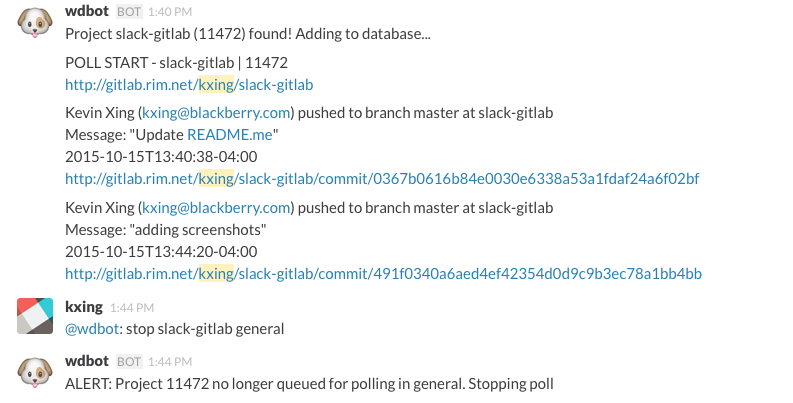 wdbot BOT 1:40 PM
Project slack-gitlab (11472) found! Adding to database...
POLL START - slack-gitlab | 11472
http://gitlab.rim.net/kxing/slack-gitlab
Kevin Xing (kxing@blackberry.com) pushed to branch master at slack-gitlab
Message: "Update README.me"
2015-10-15T13:40:38-04:00
http://gitlab.rim.net/kxing/slack-gitlab/commit/0367b0616b84e0030e6338a53a1fdaf24a6f02bf
Kevin Xing (kxing@blackberry.com) pushed to branch master at slack-gitlab
Message: "adding screenshots"
2015-10-15T13:44:20-04:00
http://gitlab.rim.net/kxing/slack-gitlab/commit/491f0340a6aed4ef42354d0d9c9b3ec78a1bb4bb
kxing 1:44 PM
@wdbot: stop slack-gitlab general
wdbot BOT 1:44 PM
ALERT: Project 11472 no longer queued for polling in general. Stopping poll